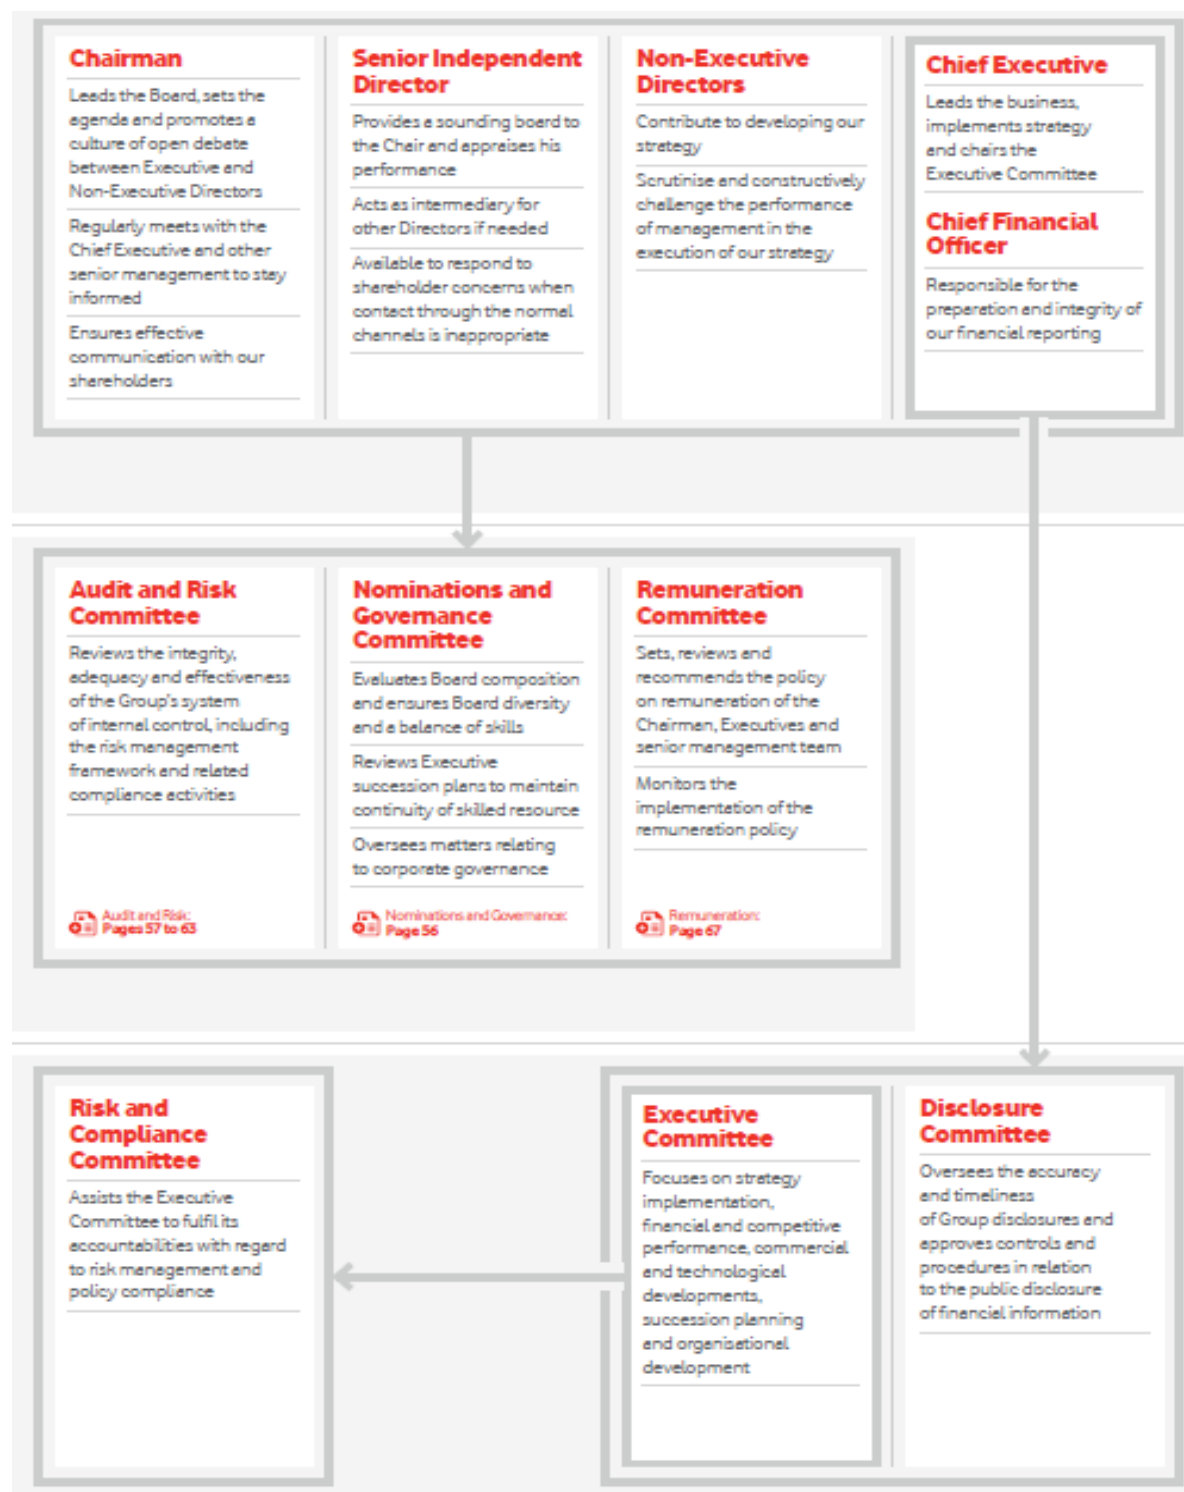 Chairman
Leads the Board, sets the
agenda and promotes a
culture of open debate
between Executive and
Non-Executive Directors
Regularly meets with the
Chief Executive and other
senior management to stay
informed
Ensures effective
communication with our
shareholders
Senior Independent
Director
Provides a sounding board to
the Chair and appraises his
performance
Acts as intermediary for
other Directors if needed
Available to respond to
shareholder concerns when
contact through the normal
channels is inappropriate
Non-Executive
Directors
Contribute to developing our
strategy
Scrutinise and constructively
challenge the performance
of management in the
execution of our strategy
Chief Executive
Leads the business,
implements strategy
and chairs the
Executive Committee
Chief Financial
Officer
Responsible for the
preparation and integrity of
our financial reporting
Audit and Risk
Committee
Reviews the integrity,
adequacy and effectiveness
of the Group's system
of internal control, including
the risk management
framework and related
compliance activities
Audit and Risk:
Pages 57 to 63
Nominations and
Governance
Committee
Evaluates Board composition
and ensures Board diversity
and a balance of skills
Reviews Executive
succession plans to maintain
continuity of skilled resource
Oversees matters relating
to corporate governance
Nominations and Governance:
Page 56
Remuneration
Committee
Sets, reviews and
recommends the policy
on remuneration of the
Chairman, Executives and
senior management team
Monitors the
implementation of the
remuneration policy
Remuneration:
Page 67
Risk and
Compliance
Committee
Assists the Executive
Committee to fulfil its
accountabilities with regard
to risk management and
policy compliance
Executive
Committee
Focuses on strategy
implementation,
financial and competitive
performance, commercial
and technological
developments,
succession planning
and organisational
development
Disclosure
Committee
Oversees the accuracy
and timeliness
of Group disclosures and
approves controls and
procedures in relation
to the public disclosure
of financial information